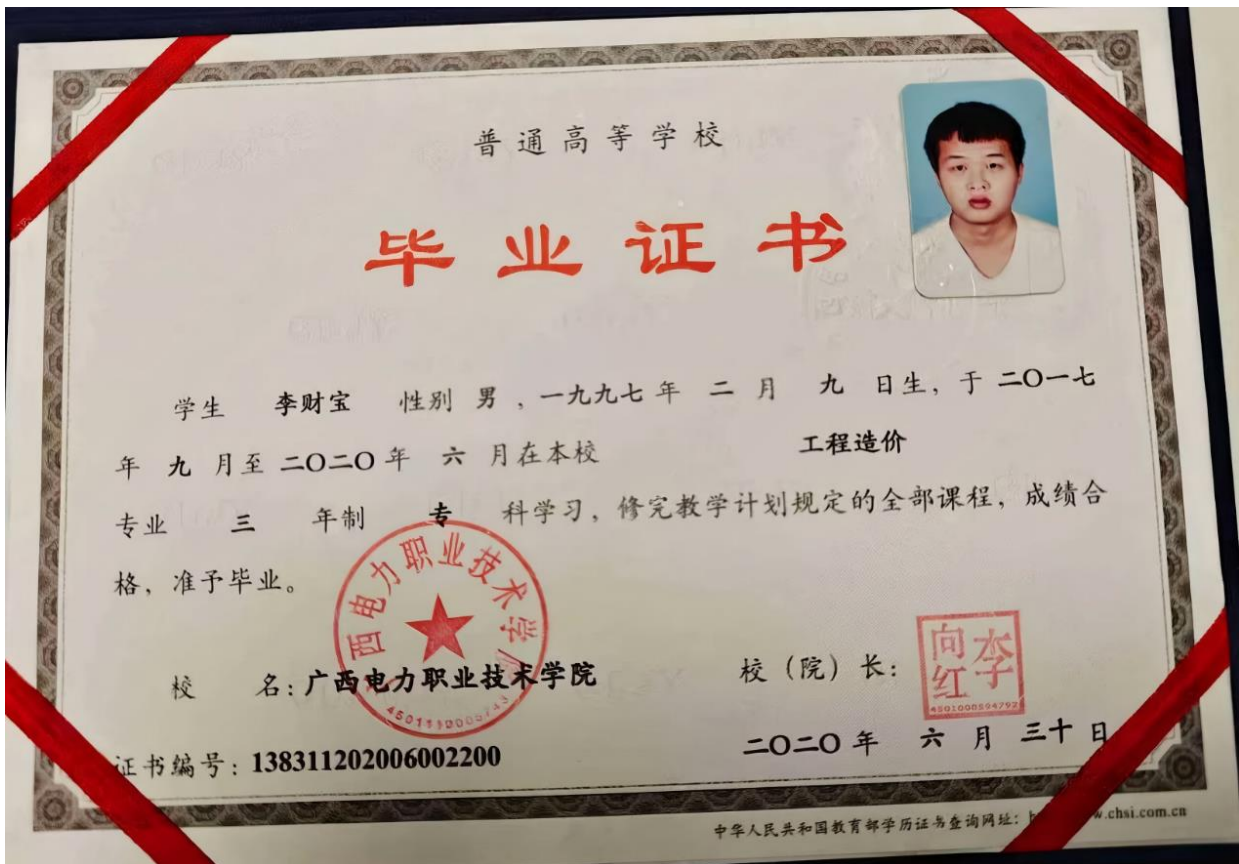 普通高等学校
毕业证书
学生 李财宝 性别 男 ，一九九七 年 二 月 九 日生，于 二〇一七
年 九 月至 二〇二〇 年 六 月在本校 工程造价
专业 三 年制 专 科学习，修完教学计划规定的全部课程，成绩合
格，准予毕业。
西电力职业技术学
校 名：广西电力职业技术学院
校（院）长：
李向红
4501000594792
证书编号：138311202006002200
二〇二〇 年 六 月 三十 日
中华人民共和国教育部学历证书查询网址：h w.chsi.com.cn